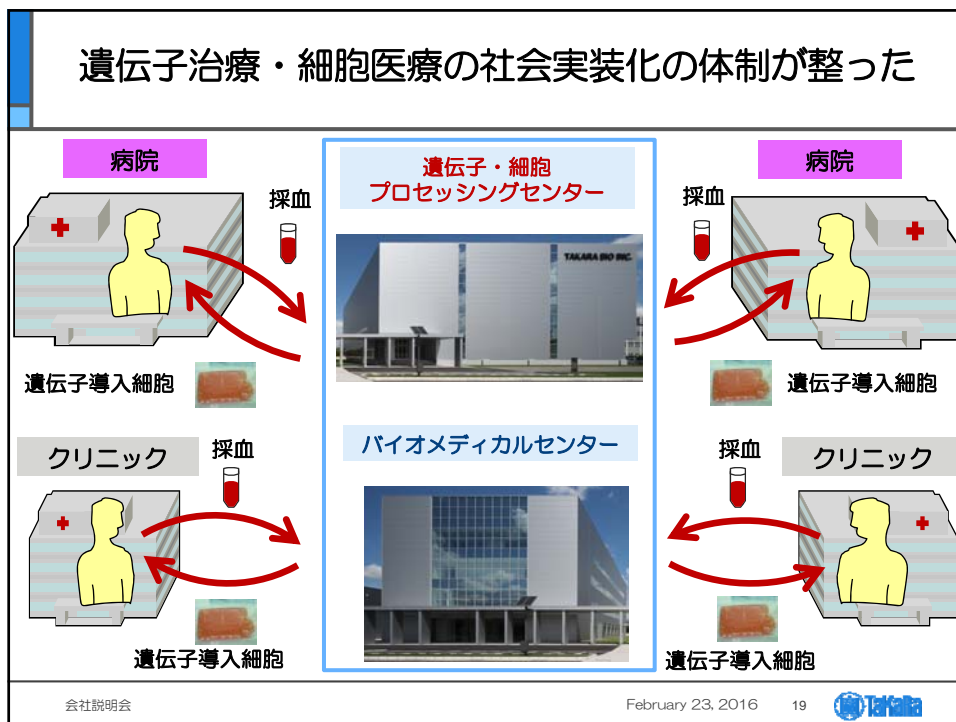 遺伝子治療・細胞医療の社会実装化の体制が整った
病院
採血
遺伝子導入細胞
遺伝子・細胞
プロセッシングセンター
TAKARA BIO INC.
病院
採血
遺伝子導入細胞
クリニック
採血
遺伝子導入細胞
バイオメディカルセンター
採血
クリニック
遺伝子導入細胞
会社説明会
February 23, 2016
19
TaKaRa